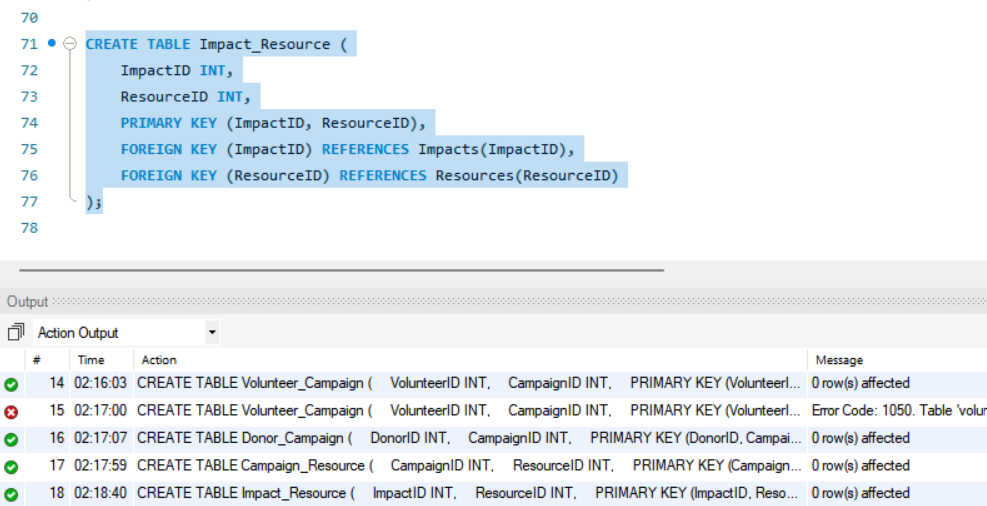 70
71 CREATE TABLE Impact_Resource (
72 ImpactID INT,
73 ResourceID INT,
74 PRIMARY KEY (ImpactID, ResourceID),
75 FOREIGN KEY (ImpactID) REFERENCES Impacts(ImpactID),
76 FOREIGN KEY (ResourceID) REFERENCES Resources(ResourceID)
77 );
78
Output
Action Output
# Time Action Message
14 02:16:03 CREATE TABLE Volunteer_Campaign ( VolunteerID INT, CampaignID INT, PRIMARY KEY (VolunteerI... 0 row(s) affected
15 02:17:00 CREATE TABLE Volunteer_Campaign ( VolunteerID INT, CampaignID INT, PRIMARY KEY (VolunteerI... Error Code: 1050. Table 'volur
16 02:17:07 CREATE TABLE Donor_Campaign ( DonorID INT, CampaignID INT, PRIMARY KEY (DonorID, Campai... 0 row(s) affected
17 02:17:59 CREATE TABLE Campaign_Resource ( CampaignID INT, ResourceID INT, PRIMARY KEY (Campaign... 0 row(s) affected
18 02:18:40 CREATE TABLE Impact_Resource ( ImpactID INT, ResourceID INT, PRIMARY KEY (ImpactID, Reso... 0 row(s) affected